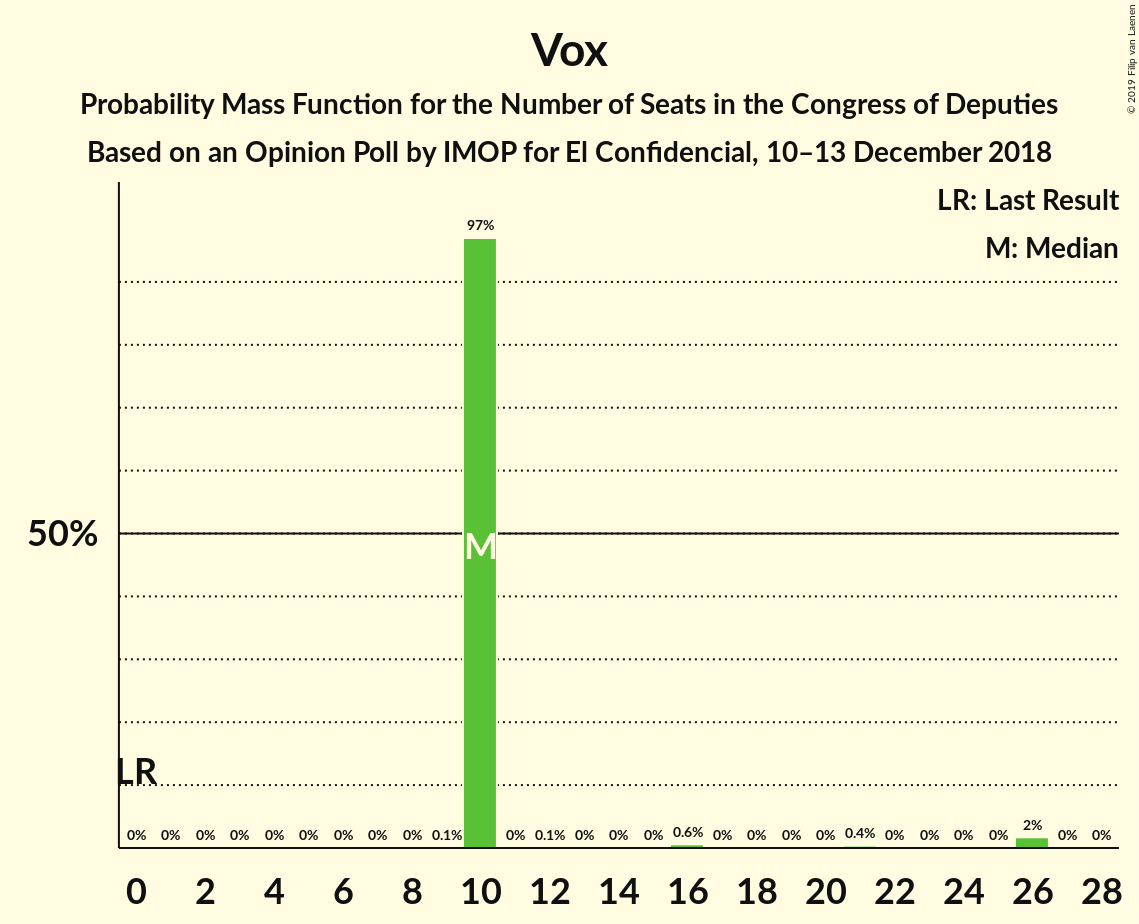 Vox
Probability Mass Function for the Number of Seats in the Congress of Deputies
Based on an Opinion Poll by IMOP for El Confidencial, 10–13 December 2018
© 2019 Filip van Laenen
LR: Last Result
M: Median
97%
50%
M
LR
0% 0% 0% 0% 0% 0% 0% 0% 0% 0.1% 0% 0.1% 0% 0% 0% 0.6% 0% 0% 0% 0% 0.4% 0% 0% 0% 0% 2% 0% 0%
0 2 4 6 8 10 12 14 16 18 20 22 24 26 28